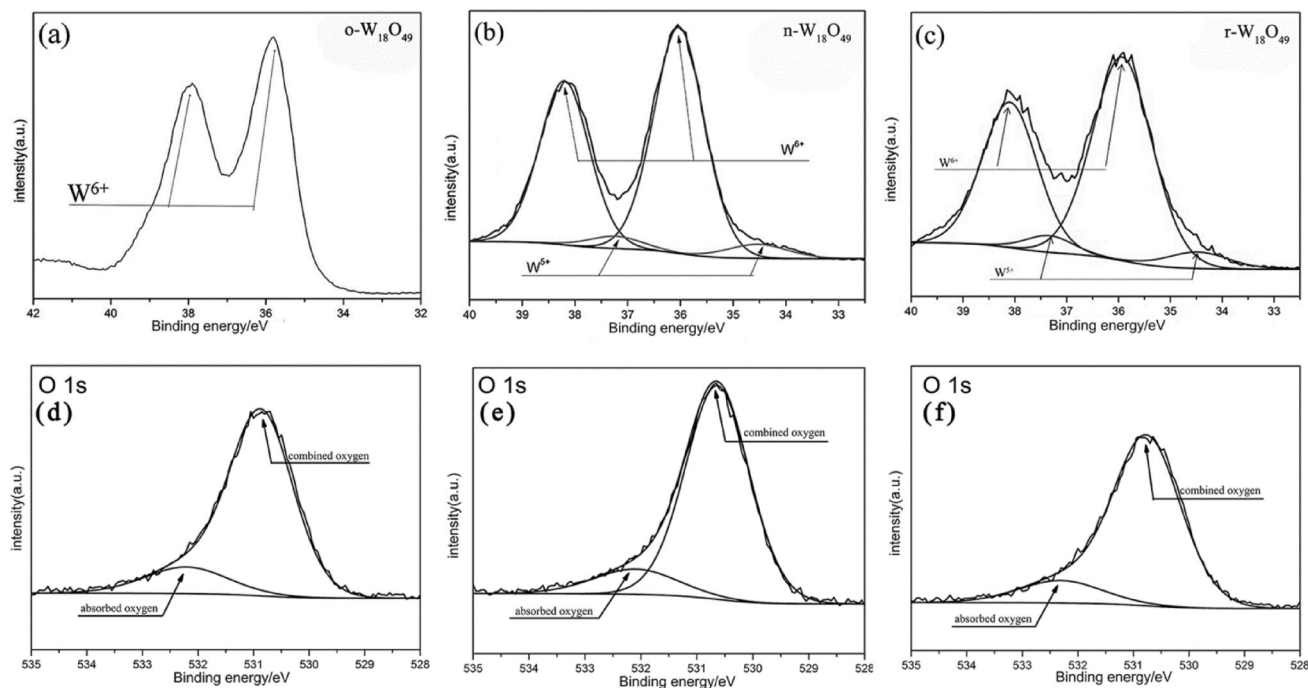 (a)
o-W18O49
W6+
intensity(a.u.)
42 40 38 36 34 32
Binding energy/eV
(b)
n-W18O49
W6+
W5+
intensity(a.u.)
40 39 38 37 36 35 34 33
Binding energy/eV
(c)
r-W18O49
W6+
W5+
intensity(a.u.)
40 39 38 37 36 35 34 33
Binding energy/eV
O 1s
(d)
combined oxygen
absorbed oxygen
intensity(a.u.)
535 534 533 532 531 530 529 528
Binding energy/eV
O 1s
(e)
combined oxygen
absorbed oxygen
intensity(a.u.)
535 534 533 532 531 530 529 528
Binding energy/eV
O 1s
(f)
combined oxygen
absorbed oxygen
intensity(a.u.)
535 534 533 532 531 530 529 528
Binding energy/eV